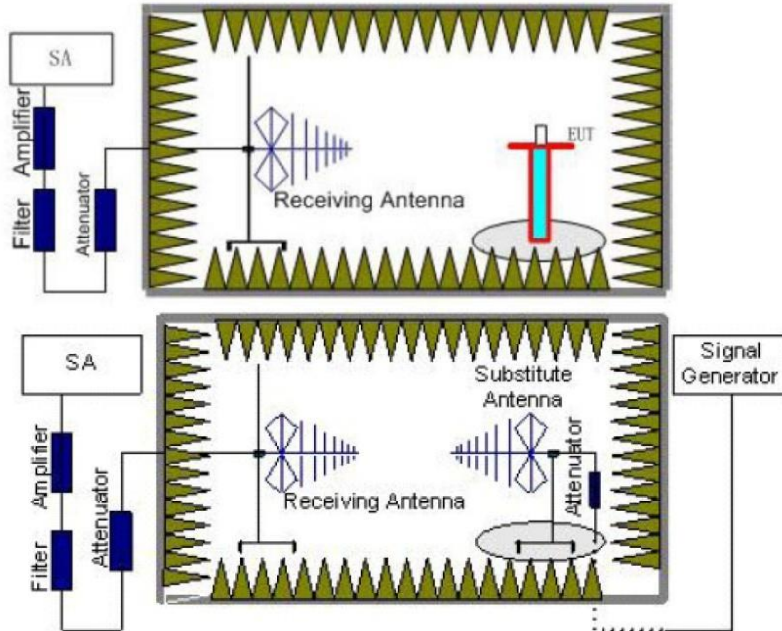 SA
Amplifier
Filter
Attenuator
Receiving Antenna
EUT
SA
Amplifier
Filter
Attenuator
Receiving Antenna
Substitute
Antenna
Attenuator
Signal
Generator